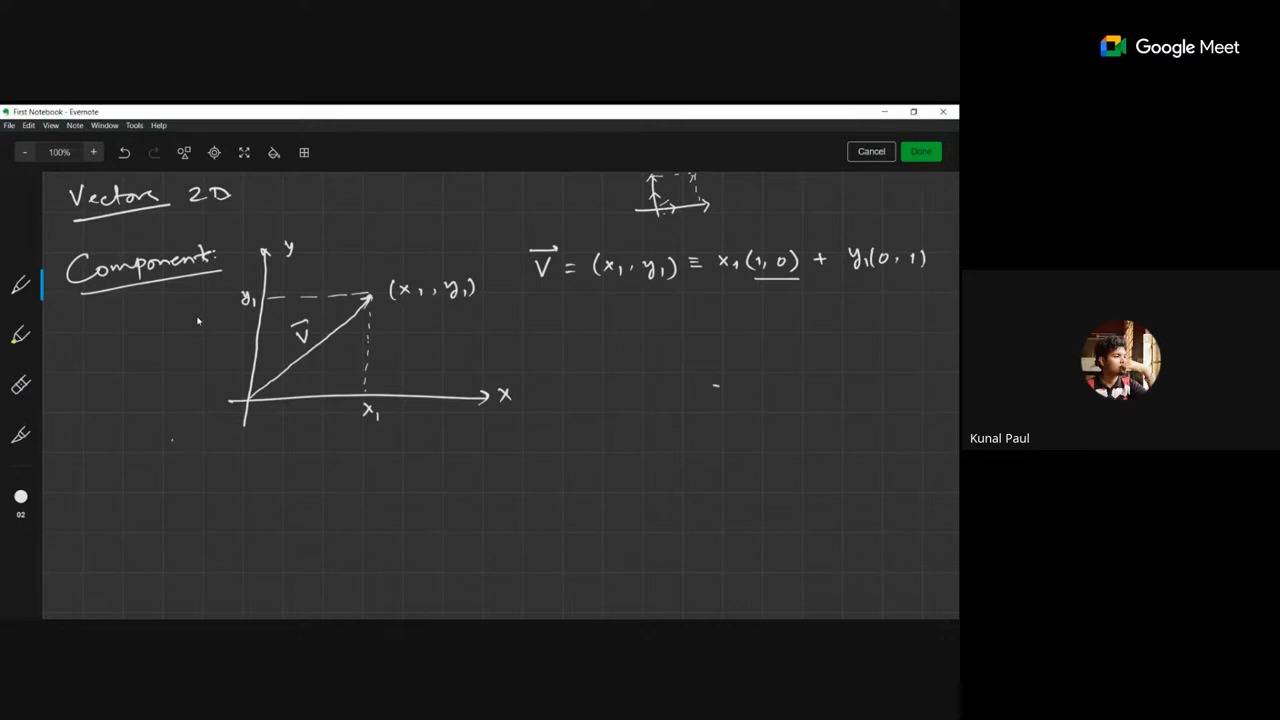 Google Meet
First Notebook - Evernote
File Edit View Note Window Tools Help
- 100% +
Cancel Done
Vectors 2D
Component:
y
V = (x1, y1) ≡ x1(1, 0) + y1(0, 1)
y1
(x1, y1)
V
x
x1
Kunal Paul
02